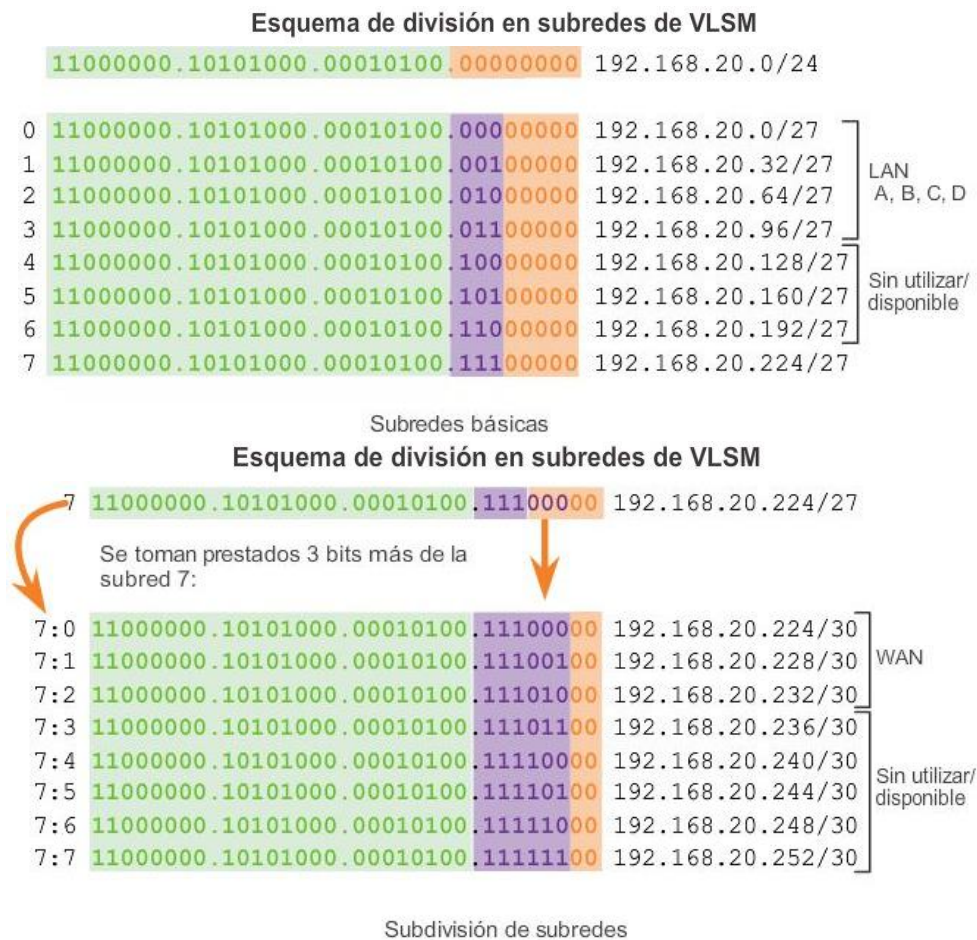 Esquema de división en subredes de VLSM
11000000.10101000.00010100.00000000 192.168.20.0/24
0 11000000.10101000.00010100.00000000 192.168.20.0/27
1 11000000.10101000.00010100.00100000 192.168.20.32/27
2 11000000.10101000.00010100.01000000 192.168.20.64/27
3 11000000.10101000.00010100.01100000 192.168.20.96/27
LAN
A, B, C, D
4 11000000.10101000.00010100.10000000 192.168.20.128/27
5 11000000.10101000.00010100.10100000 192.168.20.160/27
6 11000000.10101000.00010100.11000000 192.168.20.192/27
Sin utilizar/
disponible
7 11000000.10101000.00010100.11100000 192.168.20.224/27
Subredes básicas
Esquema de división en subredes de VLSM
7 11000000.10101000.00010100.11100000 192.168.20.224/27
Se toman prestados 3 bits más de la
subred 7:
7:0 11000000.10101000.00010100.11100000 192.168.20.224/30
7:1 11000000.10101000.00010100.11100100 192.168.20.228/30
7:2 11000000.10101000.00010100.11101000 192.168.20.232/30
WAN
7:3 11000000.10101000.00010100.11101100 192.168.20.236/30
7:4 11000000.10101000.00010100.11110000 192.168.20.240/30
7:5 11000000.10101000.00010100.11110100 192.168.20.244/30
7:6 11000000.10101000.00010100.11111000 192.168.20.248/30
7:7 11000000.10101000.00010100.11111100 192.168.20.252/30
Sin utilizar/
disponible
Subdivisión de subredes